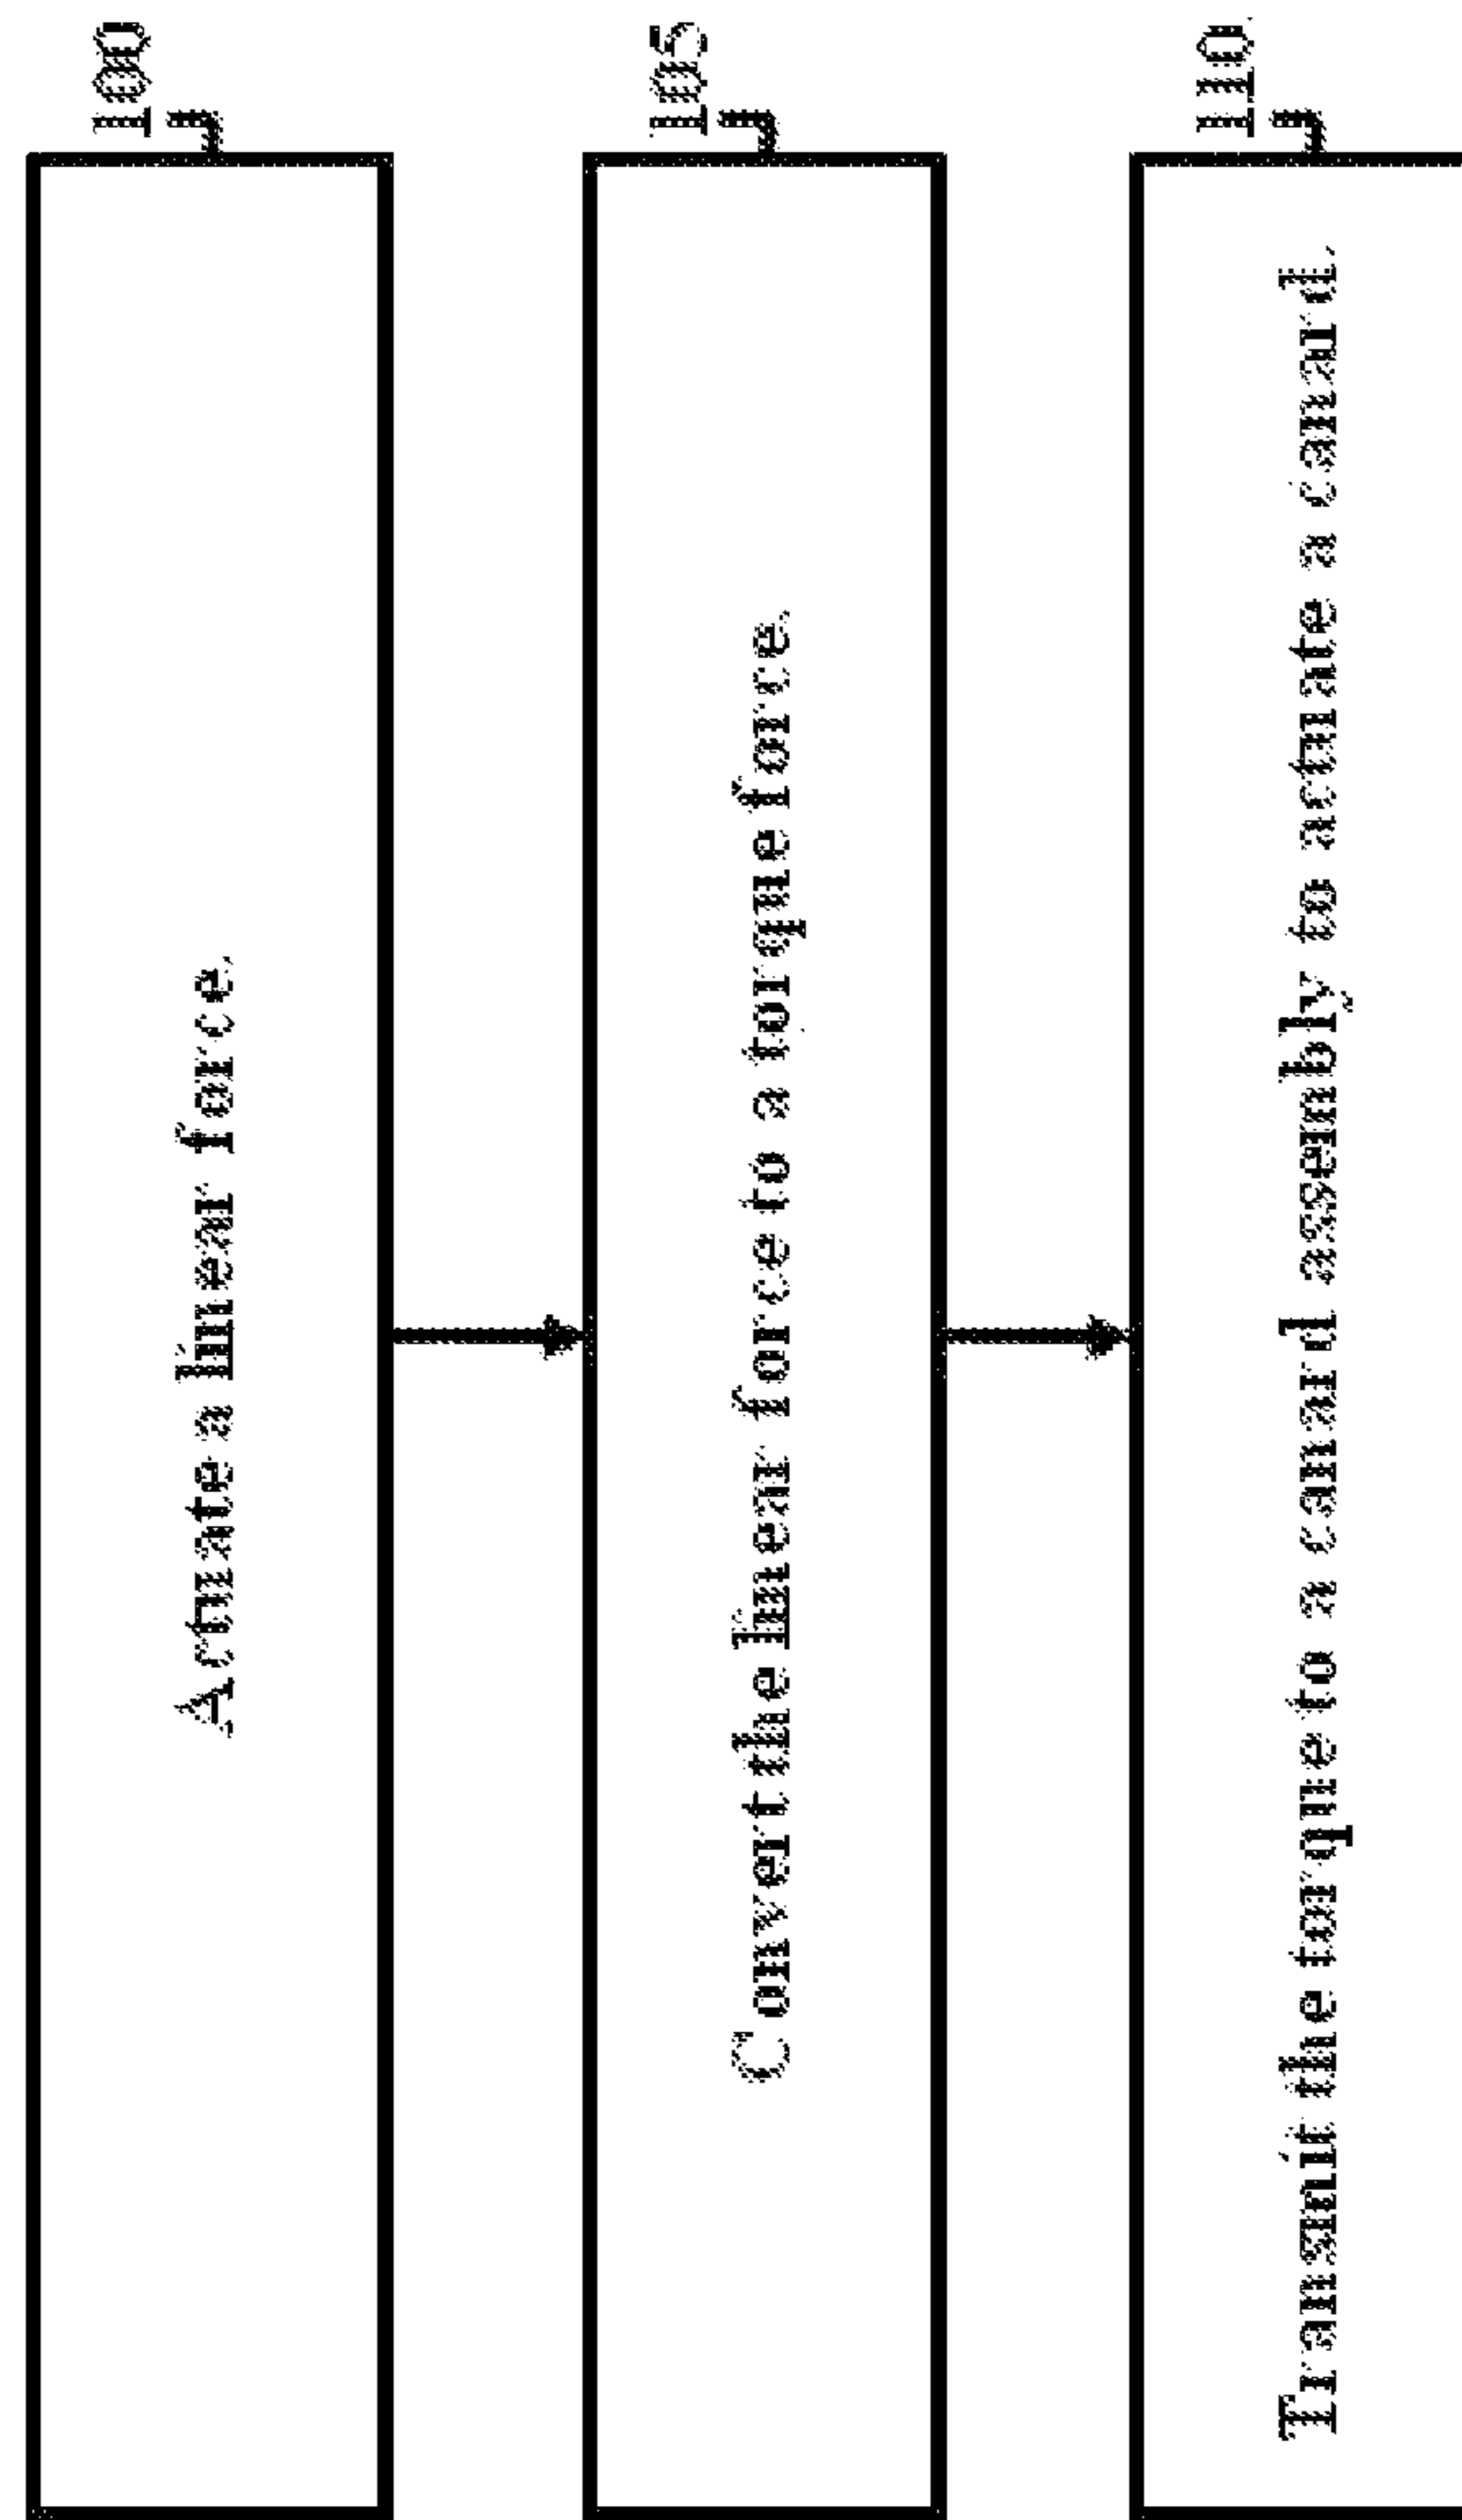 100
Actuate a linear force.
105
Convert the linear force to a torque force.
110
Transmit the torque to a canard assembly to actuate a canard.